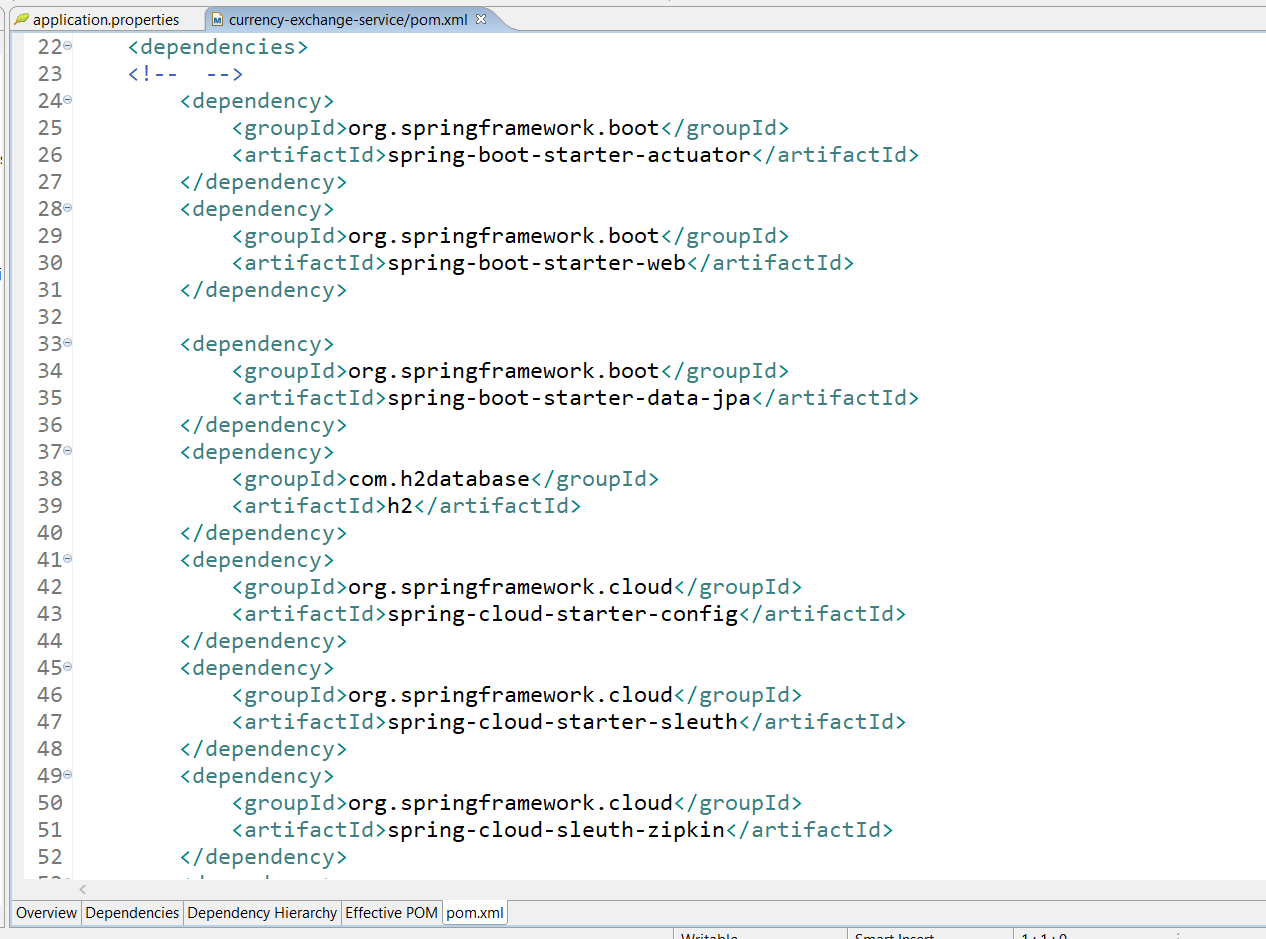 application.properties
currency-exchange-service/pom.xml
22 <dependencies>
23 <!--  -->
24 <dependency>
25 <groupId>org.springframework.boot</groupId>
26 <artifactId>spring-boot-starter-actuator</artifactId>
27 </dependency>
28 <dependency>
29 <groupId>org.springframework.boot</groupId>
30 <artifactId>spring-boot-starter-web</artifactId>
31 </dependency>
32
33 <dependency>
34 <groupId>org.springframework.boot</groupId>
35 <artifactId>spring-boot-starter-data-jpa</artifactId>
36 </dependency>
37 <dependency>
38 <groupId>com.h2database</groupId>
39 <artifactId>h2</artifactId>
40 </dependency>
41 <dependency>
42 <groupId>org.springframework.cloud</groupId>
43 <artifactId>spring-cloud-starter-config</artifactId>
44 </dependency>
45 <dependency>
46 <groupId>org.springframework.cloud</groupId>
47 <artifactId>spring-cloud-starter-sleuth</artifactId>
48 </dependency>
49 <dependency>
50 <groupId>org.springframework.cloud</groupId>
51 <artifactId>spring-cloud-sleuth-zipkin</artifactId>
52 </dependency>
Overview Dependencies Dependency Hierarchy Effective POM pom.xml
Writable Smart Insert 1 : 1 : 0